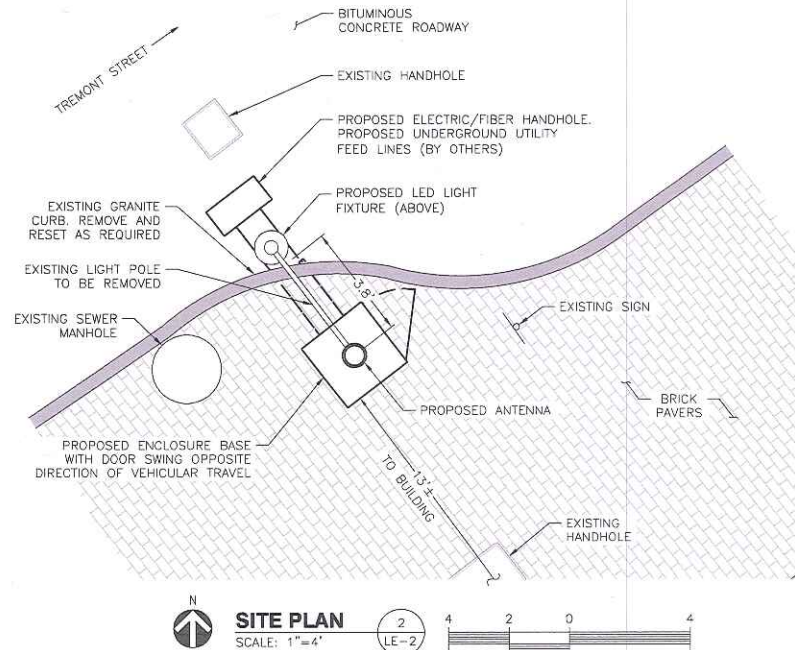 BITUMINOUS
CONCRETE ROADWAY
TREMONT STREET
EXISTING HANDHOLE
PROPOSED ELECTRIC/FIBER HANDHOLE.
PROPOSED UNDERGROUND UTILITY
FEED LINES (BY OTHERS)
EXISTING GRANITE
CURB. REMOVE AND
RESET AS REQUIRED
PROPOSED LED LIGHT
FIXTURE (ABOVE)
EXISTING LIGHT POLE
TO BE REMOVED
3.8'
EXISTING SEWER
MANHOLE
EXISTING SIGN
PROPOSED ANTENNA
BRICK
PAVERS
PROPOSED ENCLOSURE BASE
WITH DOOR SWING OPPOSITE
DIRECTION OF VEHICULAR TRAVEL
13'±
TO BUILDING
EXISTING
HANDHOLE
N
SITE PLAN
SCALE: 1"=4'
2
LE-2
4 2 0 4